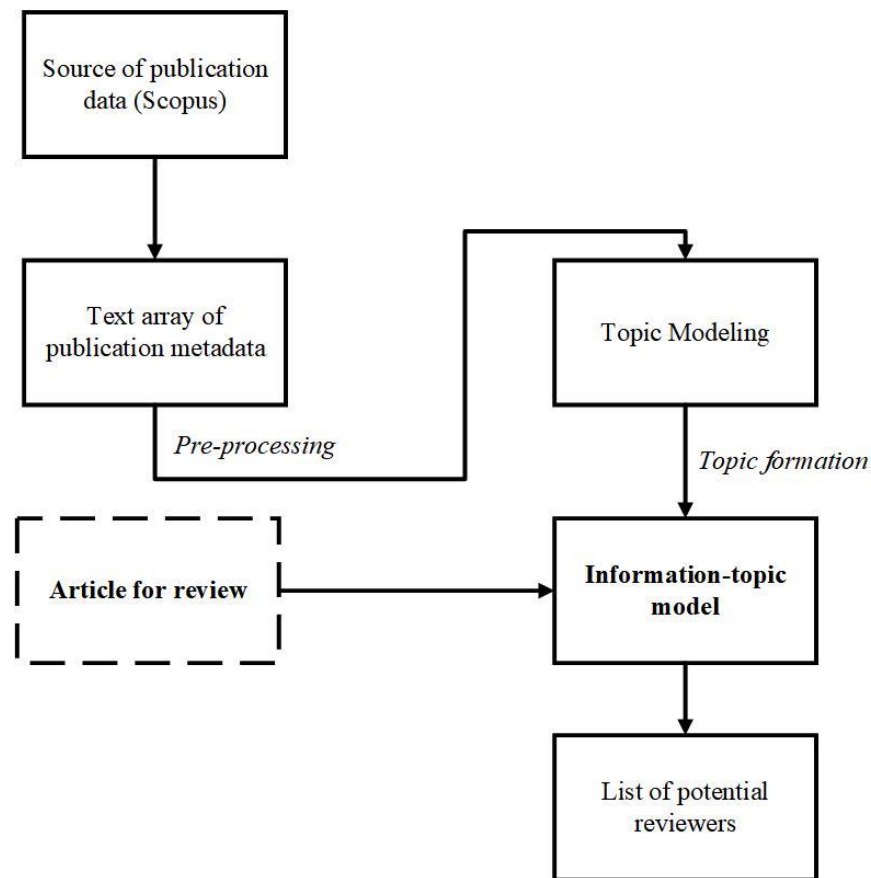 Source of publication
data (Scopus)
Text array of
publication metadata
Pre-processing
Topic Modeling
Topic formation
Article for review
Information-topic
model
List of potential
reviewers